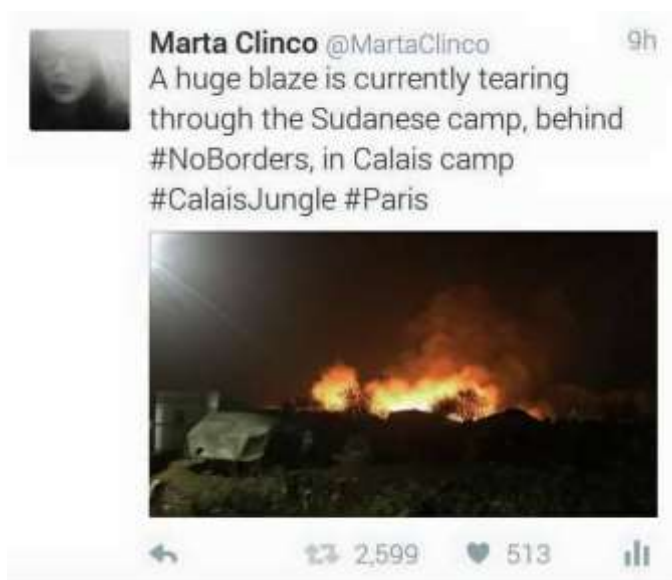 Marta Clinco @MartaClinco 9h
A huge blaze is currently tearing
through the Sudanese camp, behind
#NoBorders, in Calais camp
#CalaisJungle #Paris
2,599 513